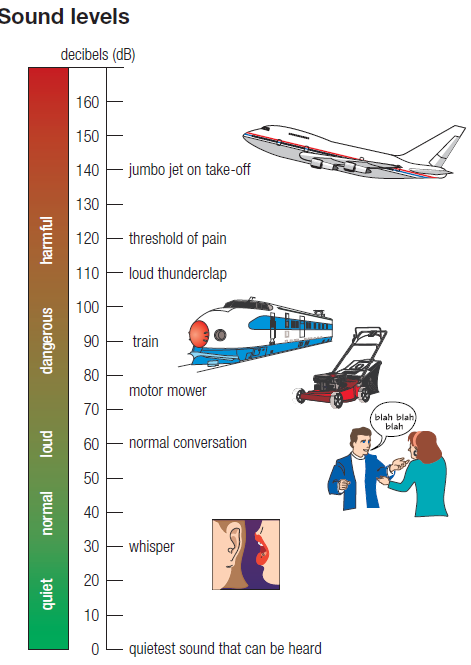 Sound levels
decibels (dB)
160
150
140 jumbo jet on take-off
130
120 threshold of pain
110 loud thunderclap
100
90 train
80
motor mower
70
60 normal conversation
50
40
30 whisper
20
10
0 quietest sound that can be heard
harmful
dangerous
loud
normal
quiet
blah blah
blah